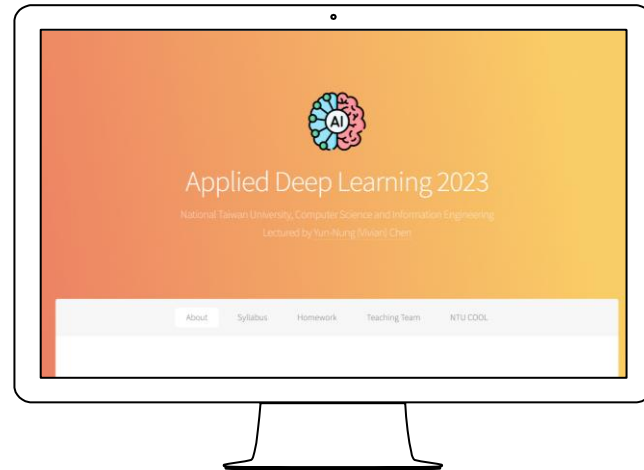 AI
Applied Deep Learning 2023
National Taiwan University, Computer Science and Information Engineering
Lectured by Yun-Nung (Vivian) Chen
About Syllabus Homework Teaching Team NTU COOL